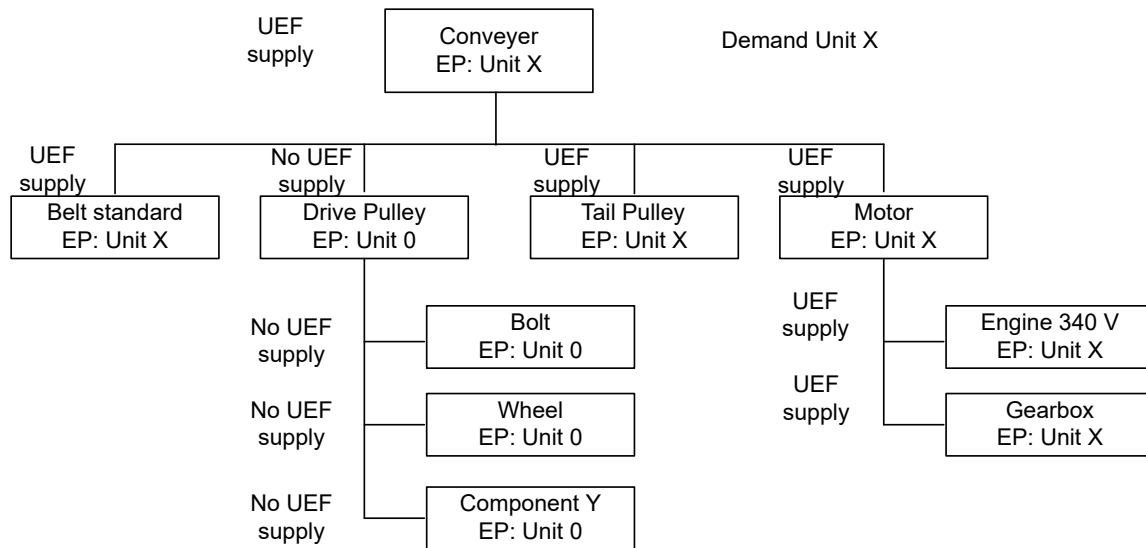 UEF
supply
Conveyer
EP: Unit X
Demand Unit X
UEF
supply
No UEF
supply
UEF
supply
UEF
supply
Belt standard
EP: Unit X
Drive Pulley
EP: Unit 0
Tail Pulley
EP: Unit X
Motor
EP: Unit X
No UEF
supply
Bolt
EP: Unit 0
UEF
supply
Engine 340 V
EP: Unit X
No UEF
supply
Wheel
EP: Unit 0
UEF
supply
Gearbox
EP: Unit X
No UEF
supply
Component Y
EP: Unit 0